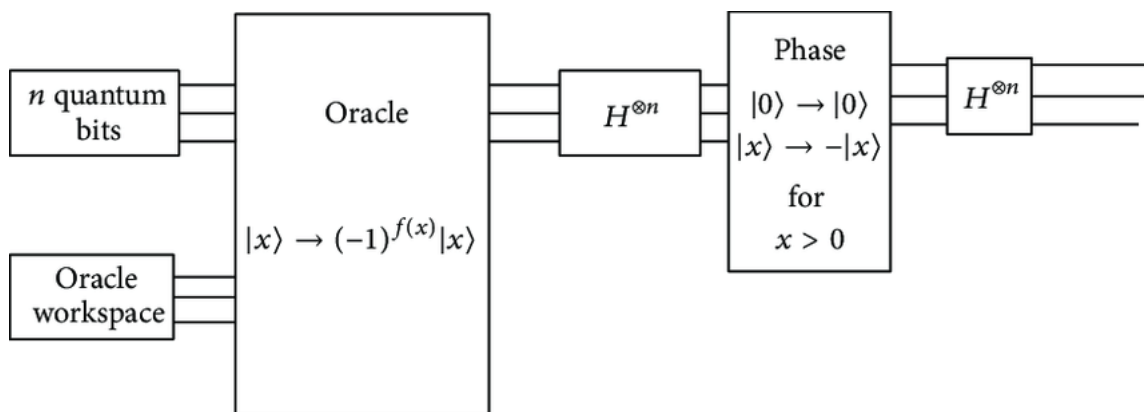 n quantum
bits
Oracle
workspace
Oracle
|x⟩ → (−1)^{f(x)}|x⟩
H^{⊗n}
Phase
|0⟩ → |0⟩
|x⟩ → −|x⟩
for
x > 0
H^{⊗n}